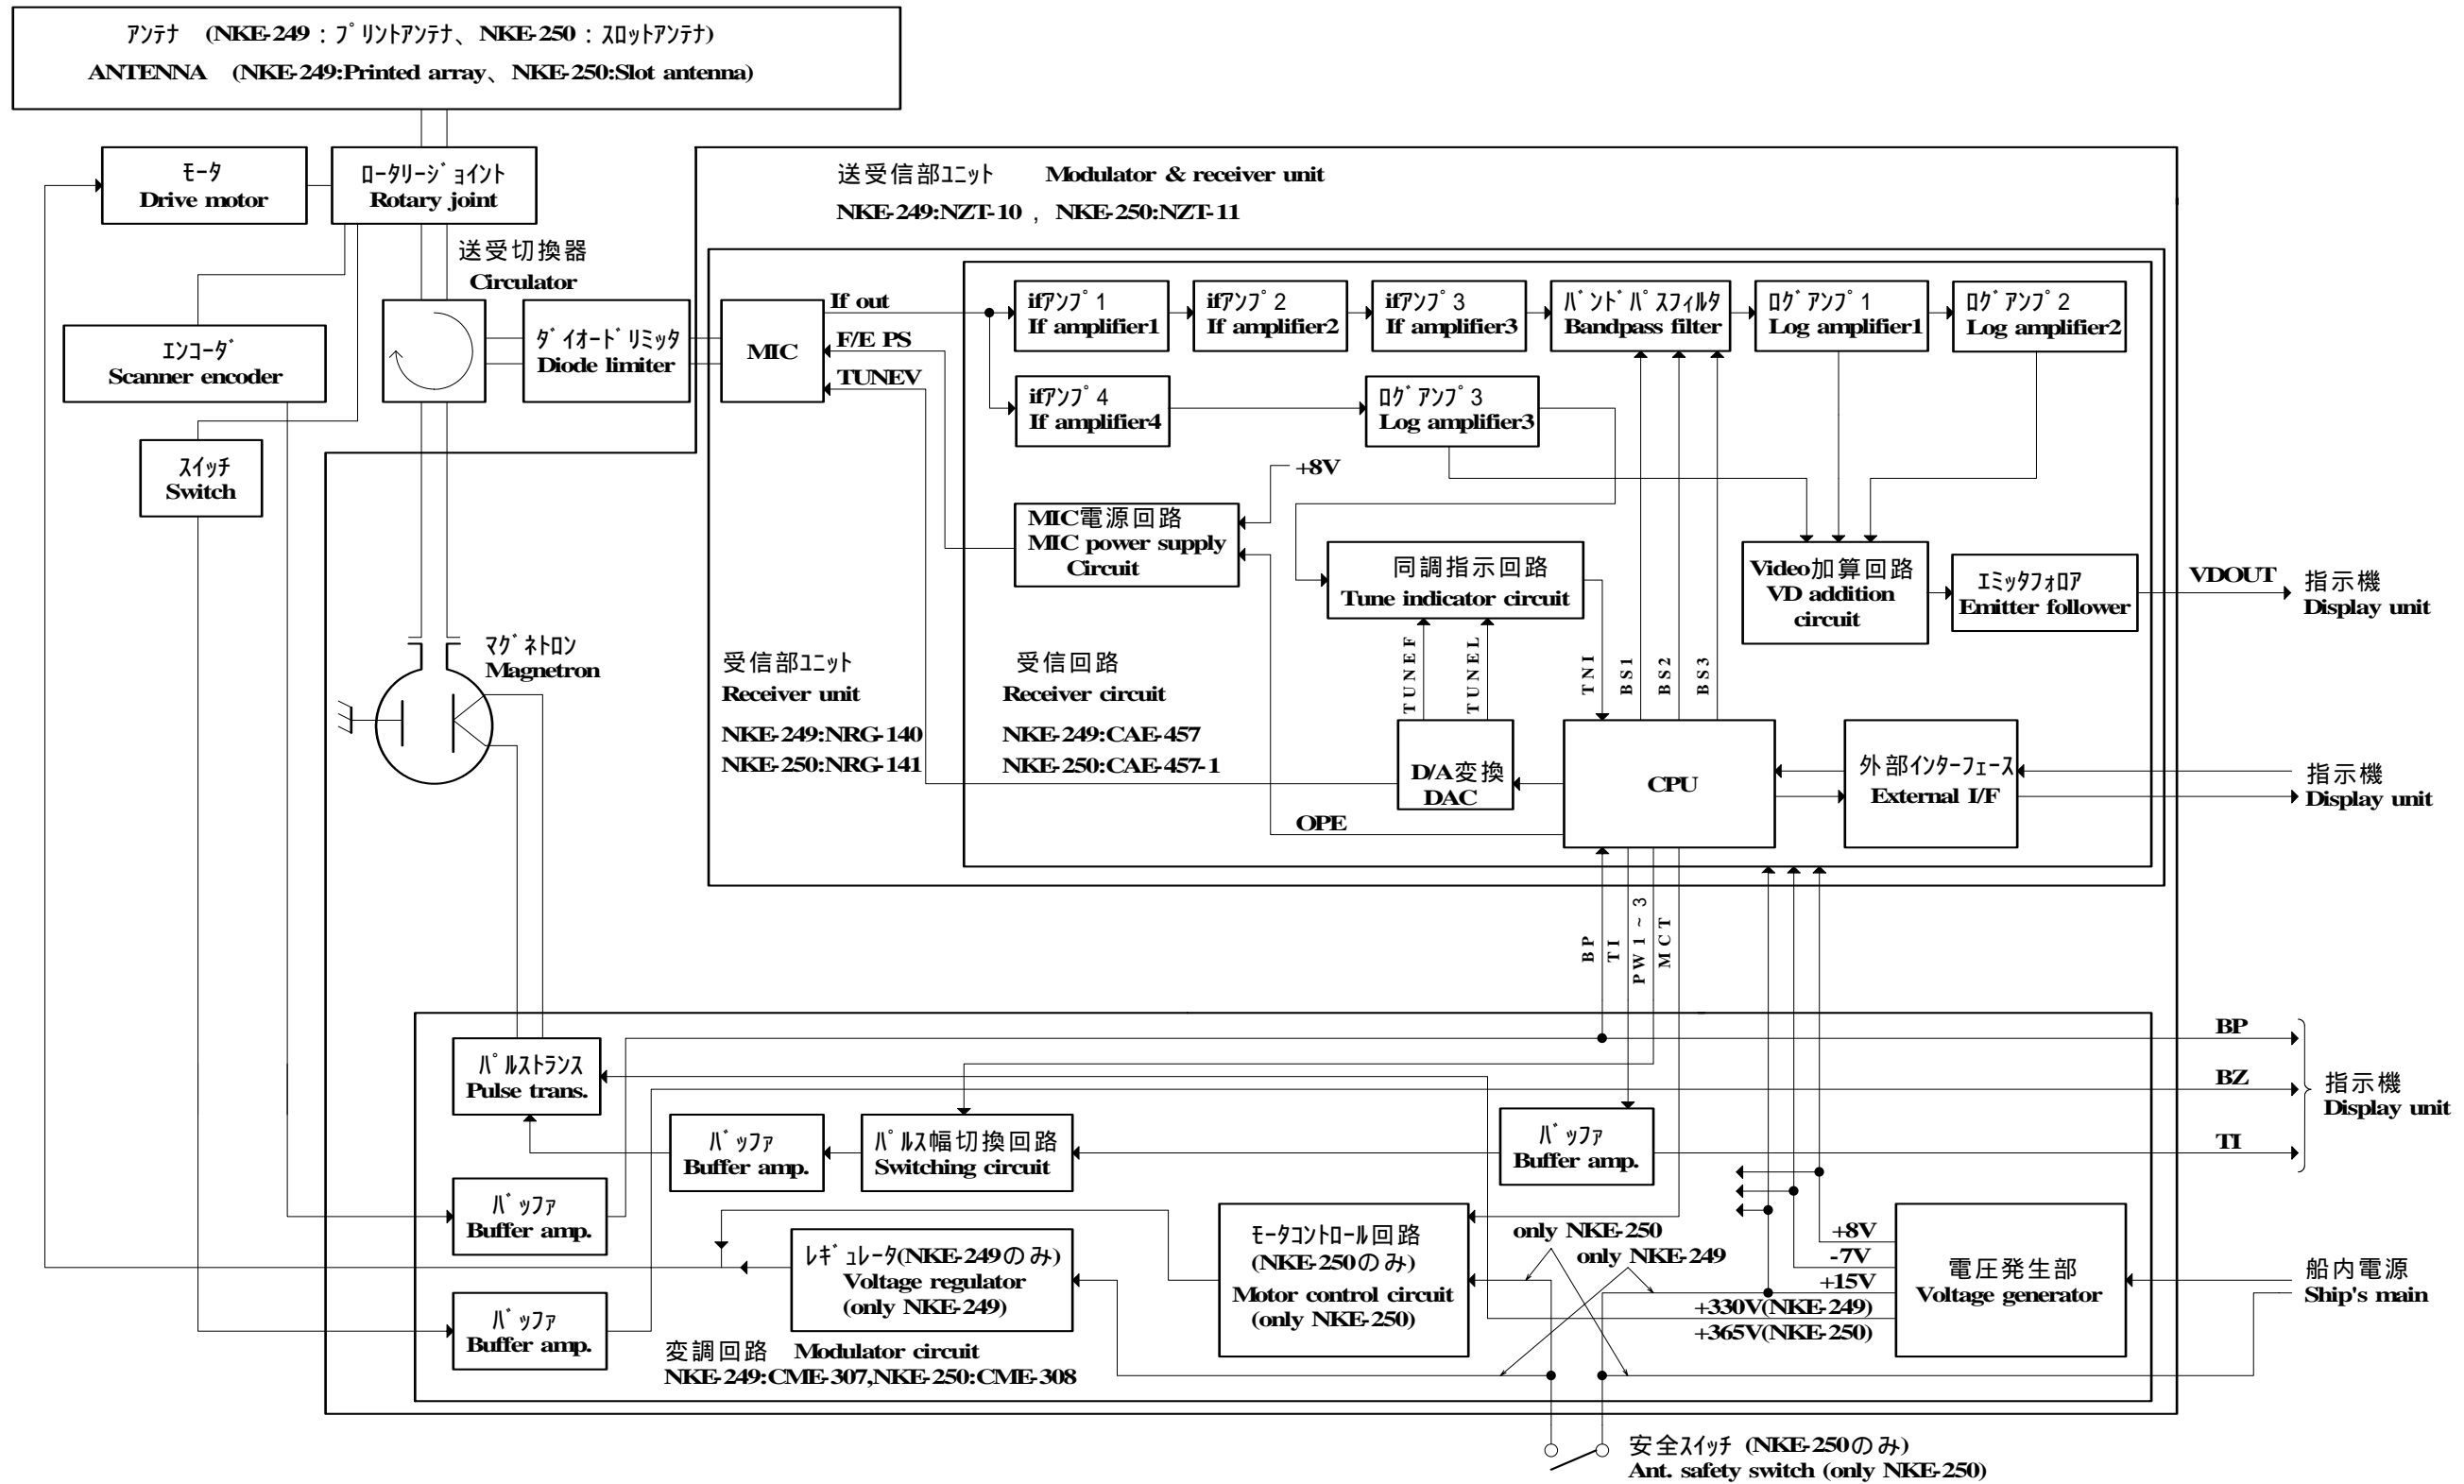 ｱﾝﾃﾅ (NKE-249：ﾌﾟﾘﾝﾄｱﾝﾃﾅ、NKE-250：ｽﾛｯﾄｱﾝﾃﾅ)
ANTENNA (NKE-249:Printed array、NKE-250:Slot antenna)
ﾓｰﾀ
Drive motor
ﾛｰﾀﾘｰｼﾞｮｲﾝﾄ
Rotary joint
送受信部ﾕﾆｯﾄ Modulator & receiver unit
NKE-249:NZT-10 , NKE-250:NZT-11
送受切換器
Circulator
ｴﾝｺｰﾀﾞ
Scanner encoder
ﾀﾞｲｵｰﾄﾞﾘﾐｯﾀ
Diode limiter
MIC
If out
F/E PS
TUNEV
ifｱﾝﾌﾟ1
If amplifier1
ifｱﾝﾌﾟ2
If amplifier2
ifｱﾝﾌﾟ3
If amplifier3
ﾊﾞﾝﾄﾞﾊﾟｽﾌｨﾙﾀ
Bandpass filter
ﾛｸﾞｱﾝﾌﾟ1
Log amplifier1
ﾛｸﾞｱﾝﾌﾟ2
Log amplifier2
ifｱﾝﾌﾟ4
If amplifier4
ﾛｸﾞｱﾝﾌﾟ3
Log amplifier3
ｽｲｯﾁ
Switch
+8V
MIC電源回路
MIC power supply
Circuit
同調指示回路
Tune indicator circuit
Video加算回路
VD addition
circuit
ｴﾐｯﾀﾌｫﾛｱ
Emitter follower
VDOUT
指示機
Display unit
ﾏｸﾞﾈﾄﾛﾝ
Magnetron
受信部ﾕﾆｯﾄ
Receiver unit
NKE-249:NRG-140
NKE-250:NRG-141
受信回路
Receiver circuit
NKE-249:CAE-457
NKE-250:CAE-457-1
TUNEF
TUNEL
TNI
BS1
BS2
BS3
D/A変換
DAC
CPU
外部ｲﾝﾀｰﾌｪｰｽ
External I/F
指示機
Display unit
OPE
BP
TI
PW1~3
MCT
ﾊﾟﾙｽﾄﾗﾝｽ
Pulse trans.
BP
BZ
TI
指示機
Display unit
ﾊﾞｯﾌｧ
Buffer amp.
ﾊﾟﾙｽ幅切換回路
Switching circuit
ﾊﾞｯﾌｧ
Buffer amp.
ﾊﾞｯﾌｧ
Buffer amp.
ﾚｷﾞｭﾚｰﾀ(NKE-249のみ)
Voltage regulator
(only NKE-249)
ﾓｰﾀｺﾝﾄﾛｰﾙ回路
(NKE-250のみ)
Motor control circuit
(only NKE-250)
only NKE-250
only NKE-249
+8V
-7V
+15V
+330V(NKE-249)
+365V(NKE-250)
電圧発生部
Voltage generator
船内電源
Ship's main
ﾊﾞｯﾌｧ
Buffer amp.
変調回路 Modulator circuit
NKE-249:CME-307,NKE-250:CME-308
安全ｽｲｯﾁ (NKE-250のみ)
Ant. safety switch (only NKE-250)